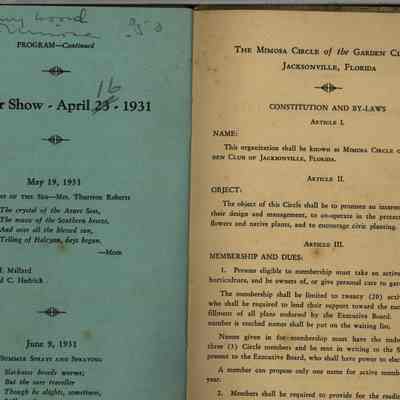 Mimosa 950
PROGRAM—Continued
16
r Show - April 23 - 1931
May 19, 1931
of the Sea—Mrs. Thurston Roberts
The crystal of the Azure Seas,
The music of the Southern breeze,
And over all the blessed sun,
Telling of Halcyon, days begun.
—Mom
Mallard
C. Hedrick
June 9, 1931
Summer Sprays and Spraying
But the sure traveller
Though he alights, sometimes,
The Mimosa Circle of the Garden Cl
Jacksonville, Florida
CONSTITUTION AND BY-LAWS
Article I.
NAME:
This organization shall be known as Mimosa Circle o
den Club of Jacksonville, Florida.
Article II.
OBJECT:
The object of this Circle shall be to promote an interest
their design and management, to co-operate in the protect
flowers and native plants, and to encourage civic planting.
Article III.
MEMBERSHIP AND DUES:
1. Persons eligible to membership must take an active
horticulture, and be owners of, or give personal care to gard
The membership shall be limited to twenty (20) activ
who shall be required to lend their support toward the encou
fillment of all plans endorsed by the Executive Board.
number is reached names shall be put on the waiting list.
Names given in for membership must have the endors
three (3) Circle members and be sent in writing to the S
present to the Executive Board, who shall have power to elect
A member can propose only one name for active memb
year.
2. Members shall be required to provide for the readin